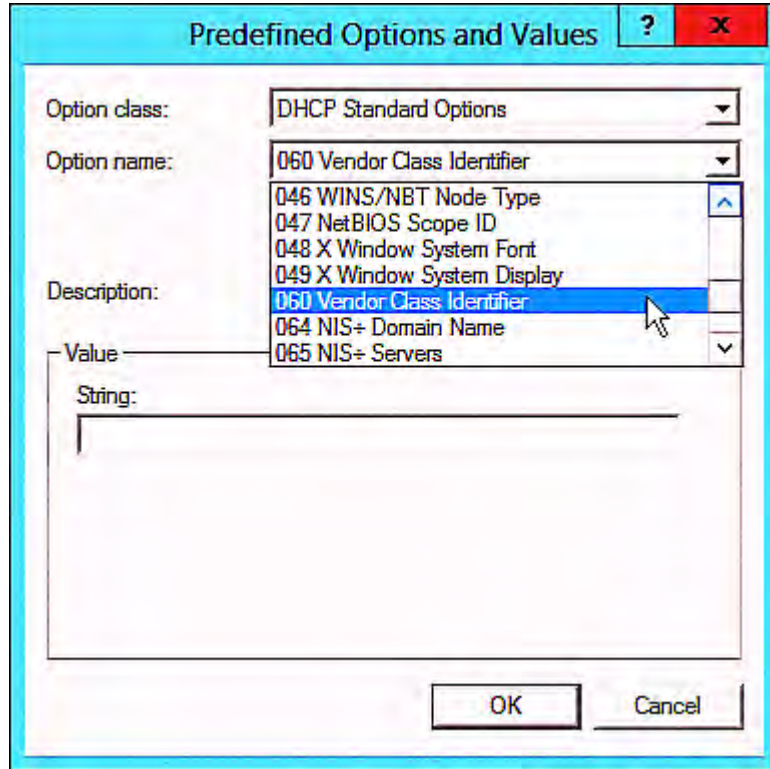 Predefined Options and Values ? x
Option class: DHCP Standard Options
Option name: 060 Vendor Class Identifier
046 WINS/NBT Node Type
047 NetBIOS Scope ID
048 X Window System Font
049 X Window System Display
Description:
060 Vendor Class Identifier
064 NIS+ Domain Name
065 NIS+ Servers
Value
String:
OK Cancel